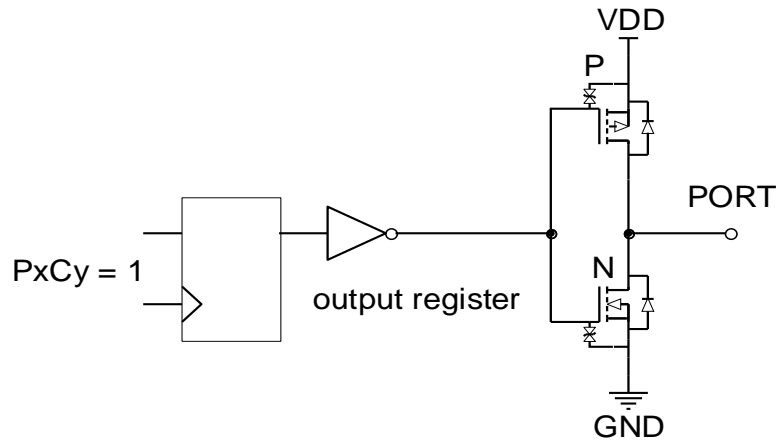 VDD
P
PORT
PxCy = 1
N
output register
GND